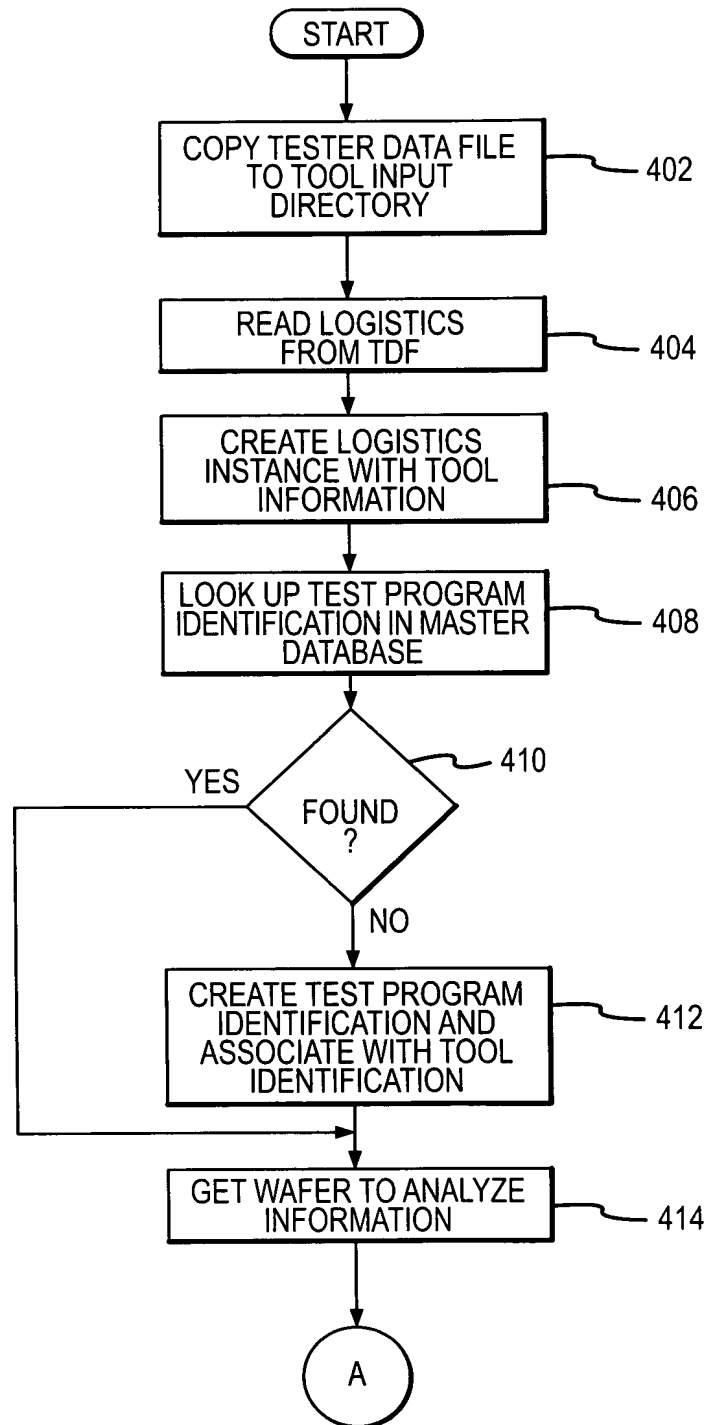 START
COPY TESTER DATA FILE
TO TOOL INPUT
DIRECTORY
402
READ LOGISTICS
FROM TDF
404
CREATE LOGISTICS
INSTANCE WITH TOOL
INFORMATION
406
LOOK UP TEST PROGRAM
IDENTIFICATION IN MASTER
DATABASE
408
410
YES
FOUND
?
NO
CREATE TEST PROGRAM
IDENTIFICATION AND
ASSOCIATE WITH TOOL
IDENTIFICATION
412
GET WAFER TO ANALYZE
INFORMATION
414
A